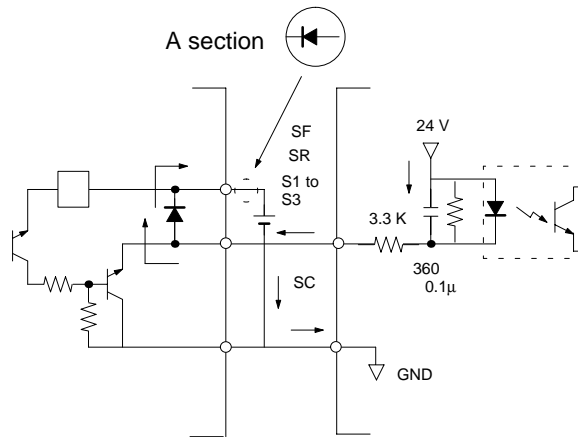 A section
SF
SR
S1 to
S3
24 V
3.3 K
360
0.1μ
SC
GND